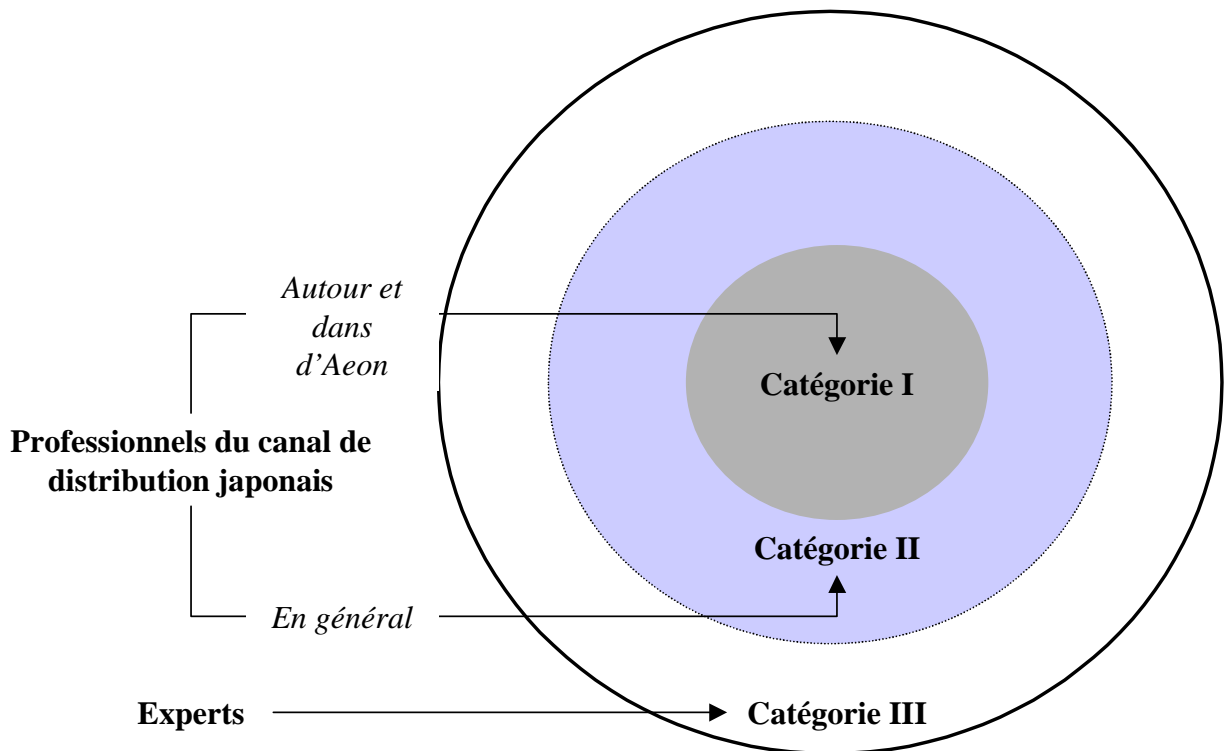 Autour et
dans
d’Aeon
Catégorie I
Professionnels du canal de
distribution japonais
Catégorie II
En général
Experts
Catégorie III